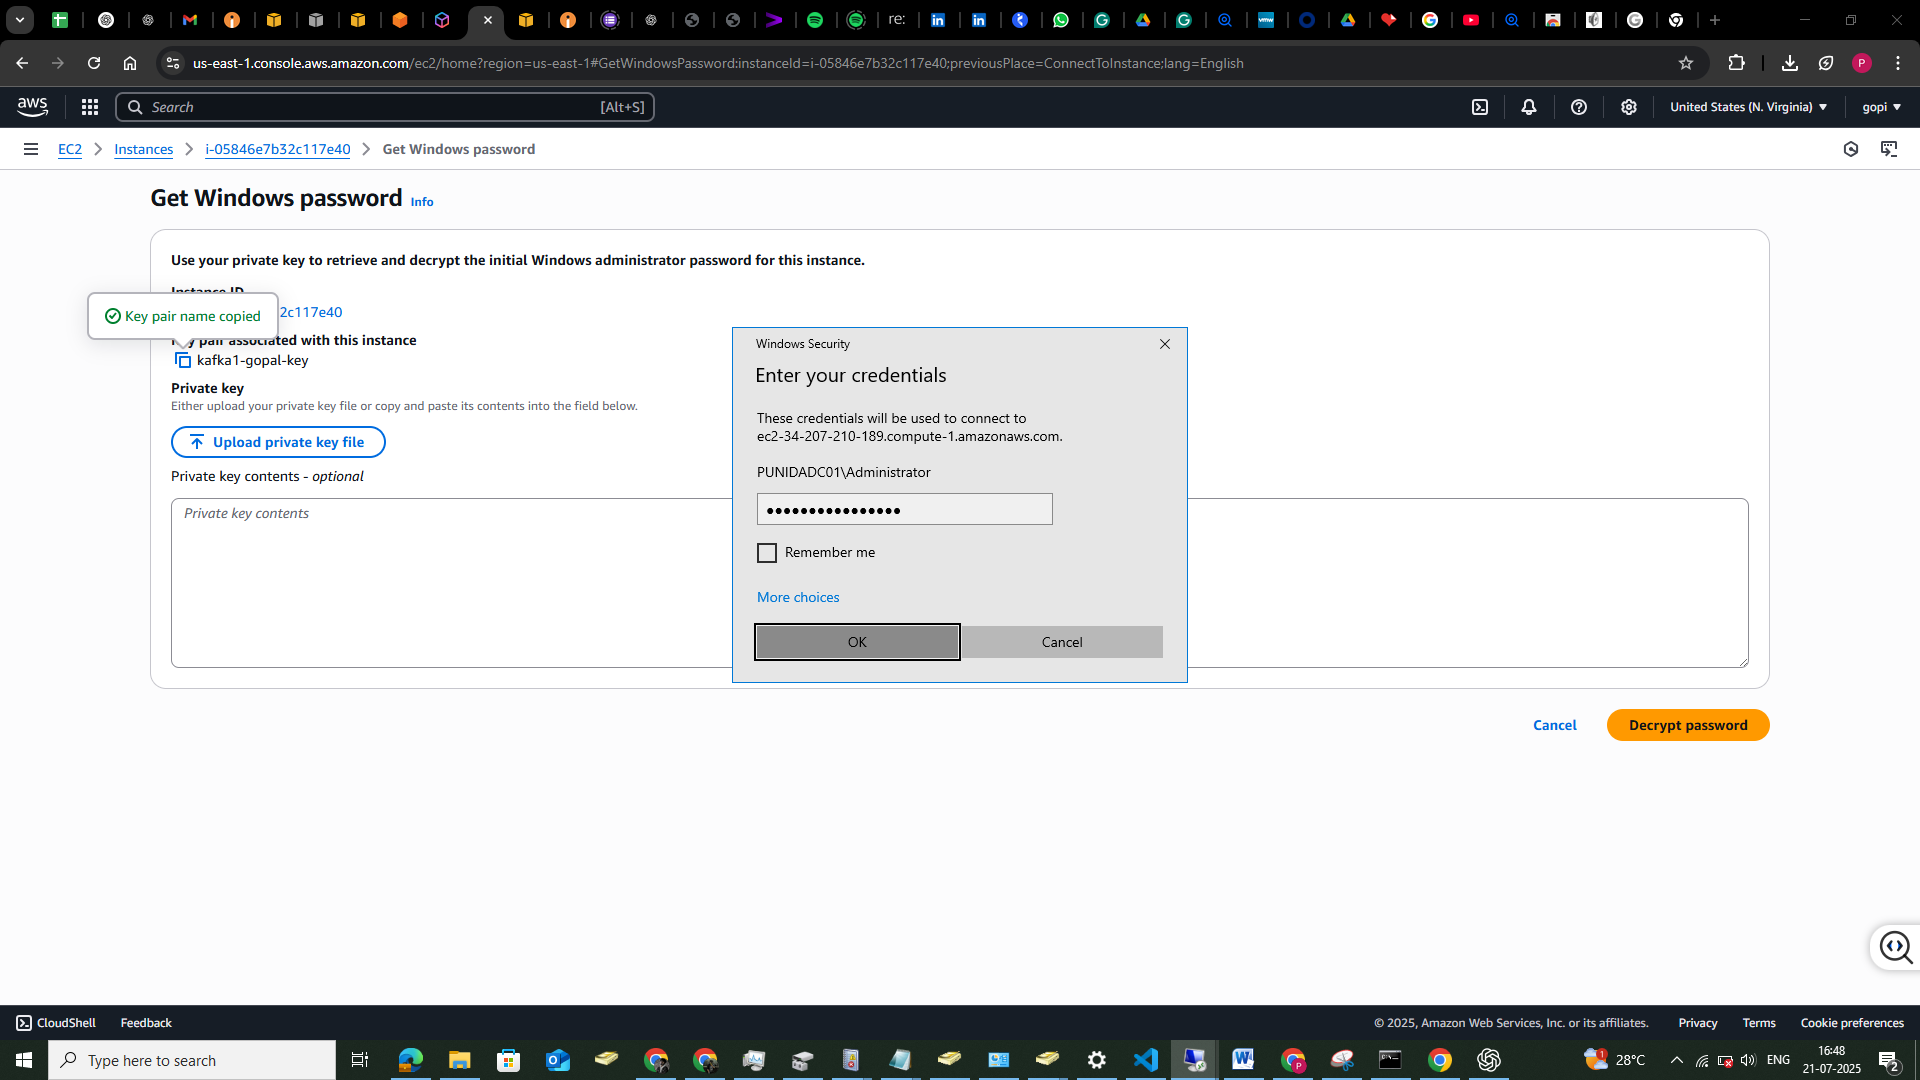 re:
us-east-1.console.aws.amazon.com/ec2/home?region=us-east-1#GetWindowsPassword:instanceId=i-05846e7b32c117e40;previousPlace=ConnectToInstance;lang=English
P
aws
Search
[Alt+S]
United States (N. Virginia)
gopi
EC2
Instances
i-05846e7b32c117e40
Get Windows password
Get Windows password
Info
Use your private key to retrieve and decrypt the initial Windows administrator password for this instance.
Instance ID
Key pair name copied
2c117e40
Key pair associated with this instance
kafka1-gopal-key
Private key
Either upload your private key file or copy and paste its contents into the field below.
Upload private key file
Private key contents - optional
Private key contents
Windows Security
Enter your credentials
These credentials will be used to connect to
ec2-34-207-210-189.compute-1.amazonaws.com.
PUNIDADC01\Administrator
Remember me
More choices
OK
Cancel
Cancel
Decrypt password
CloudShell
Feedback
© 2025, Amazon Web Services, Inc. or its affiliates.
Privacy
Terms
Cookie preferences
Type here to search
1
28°C
ENG
16:48
21-07-2025
2